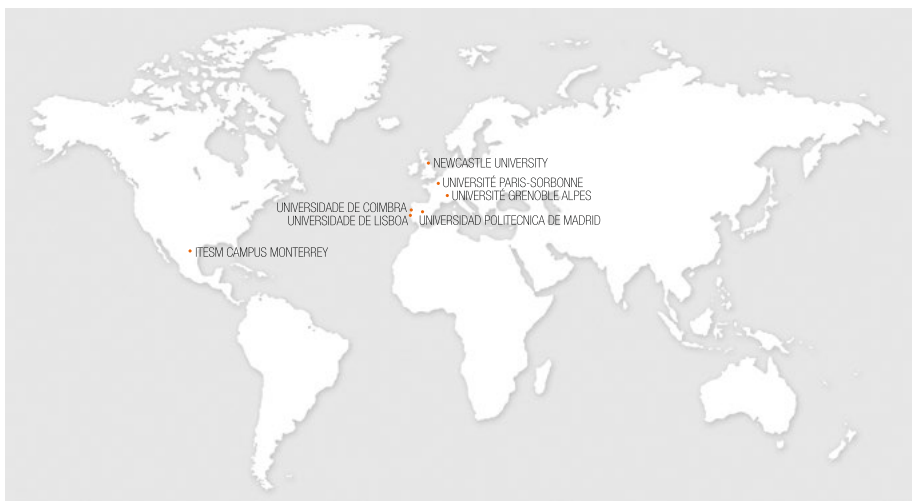 NEWCASTLE UNIVERSITY
UNIVERSITÉ PARIS-SORBONNE
UNIVERSITÉ GRENOBLE ALPES
UNIVERSIDADE DE COIMBRA
UNIVERSIDADE DE LISBOA
UNIVERSIDAD POLITECNICA DE MADRID
ITESM CAMPUS MONTERREY